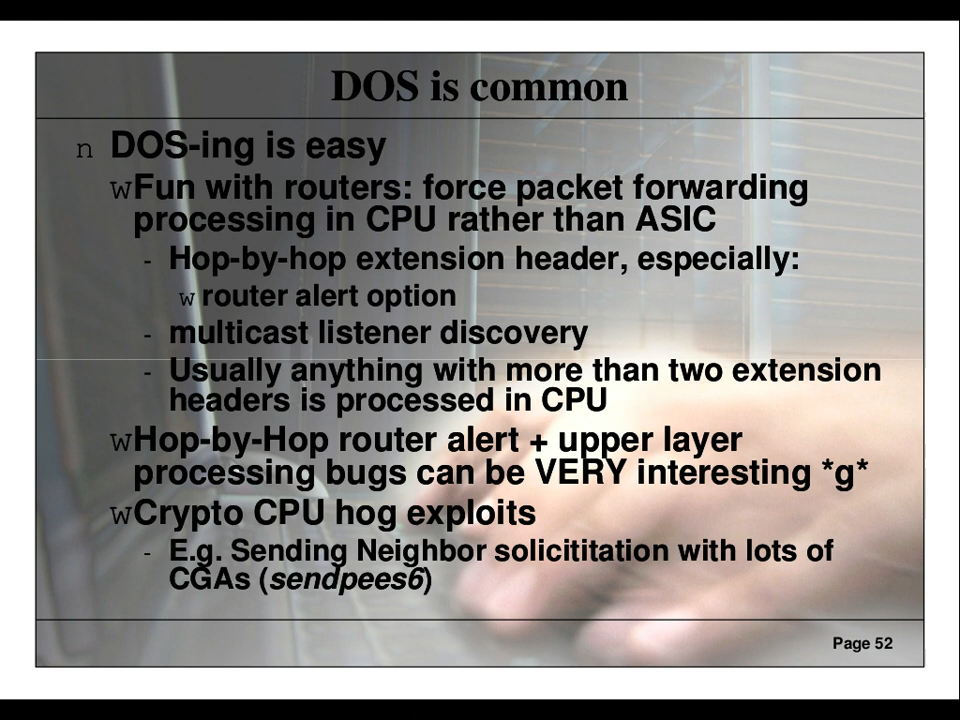 DOS is common
n DOS-ing is easy
wFun with routers: force packet forwarding
processing in CPU rather than ASIC
- Hop-by-hop extension header, especially:
w router alert option
- multicast listener discovery
- Usually anything with more than two extension
headers is processed in CPU
wHop-by-Hop router alert + upper layer
processing bugs can be VERY interesting *g*
wCrypto CPU hog exploits
- E.g. Sending Neighbor solicititation with lots of
CGAs (sendpees6)
Page 52